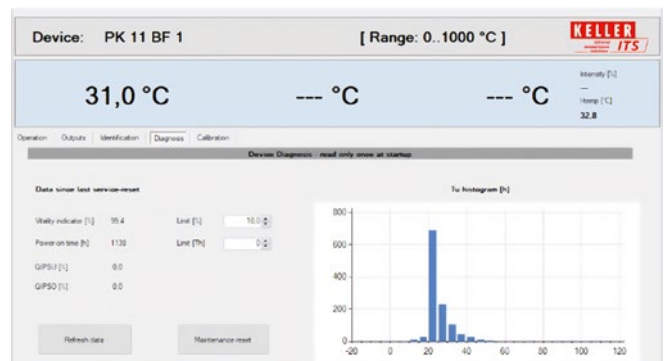 Device: PK 11 BF 1 [ Range: 0..1000 °C ] KELLER ITS
31,0 °C --- °C --- °C
Intensity [%]
---
32,8
Operation Outputs Identification Diagnosis Calibration
Device Diagnosis - read only once at startup
Data since last service-reset
Tu histogram [h]
Vitality indicator [%] 99.4 Limit [%] 10,0
Power on time [h] 1138 Limit [Th] 0
QIPSU [%] 0.0
QIPSO [%] 0.0
Refresh data Maintenance reset
800
600
400
200
0
-20 0 20 40 60 80 100 120